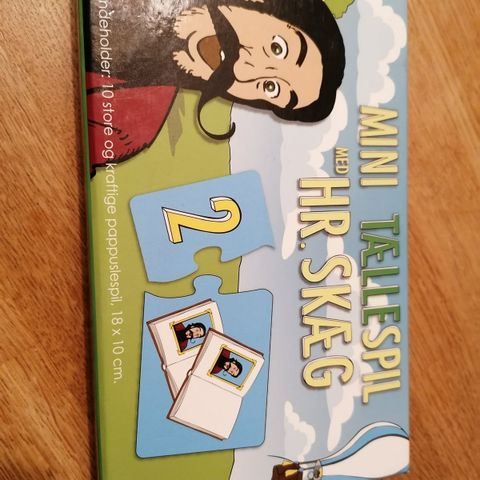 MINI TÆLLESPIL
MED
HR. SKÆG
2
ndeholder: 10 store og kraftige pappuslespil, 18 x 10 cm.